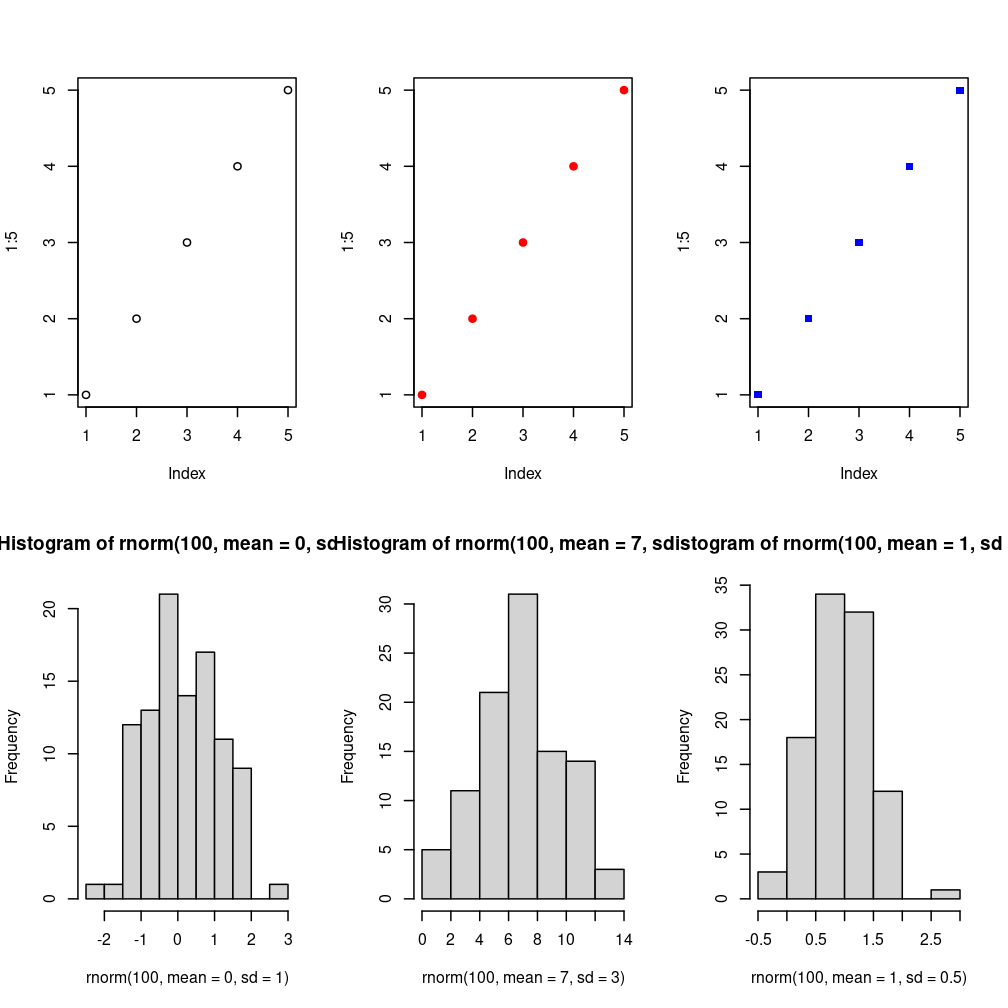 5
4
3
2
1
1:5
1 2 3 4 5
Index
5
4
3
2
1
1:5
1 2 3 4 5
Index
5
4
3
2
1
1:5
1 2 3 4 5
Index
Histogram of rnorm(100, mean = 0, sd
Histogram of rnorm(100, mean = 7, sd
istogram of rnorm(100, mean = 1, sd
20
15
10
5
0
Frequency
-2 -1 0 1 2 3
rnorm(100, mean = 0, sd = 1)
30
25
20
15
10
5
0
Frequency
0 2 4 6 8 10 14
rnorm(100, mean = 7, sd = 3)
35
30
25
20
15
10
5
0
Frequency
-0.5 0.5 1.5 2.5
rnorm(100, mean = 1, sd = 0.5)